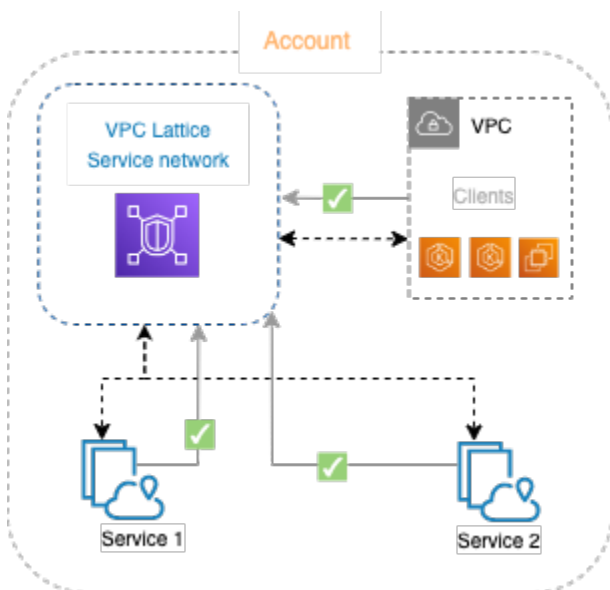 Account
VPC Lattice
Service network
VPC
Clients
Service 1
Service 2